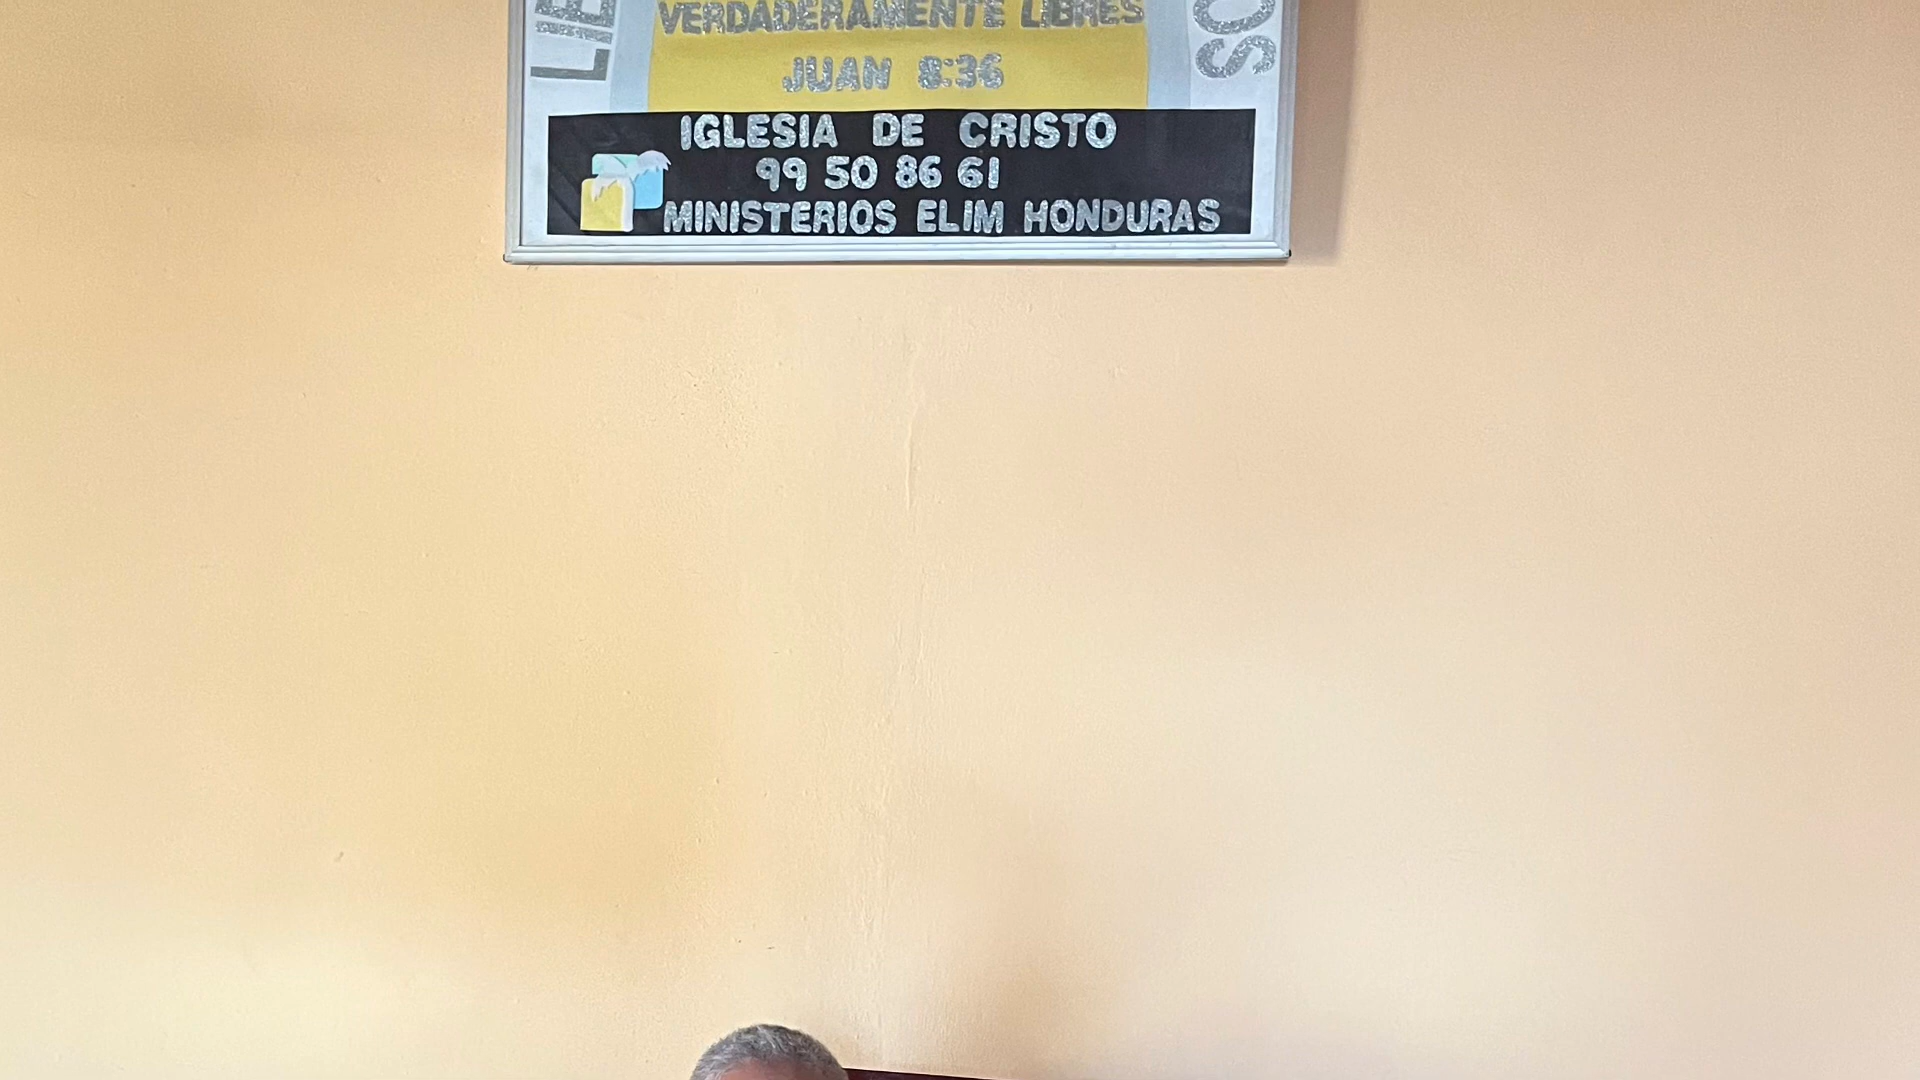 VERDADERAMENTE LIBRES
JUAN 8:36
IGLESIA DE CRISTO
99 50 86 61
MINISTERIOS ELIM HONDURAS